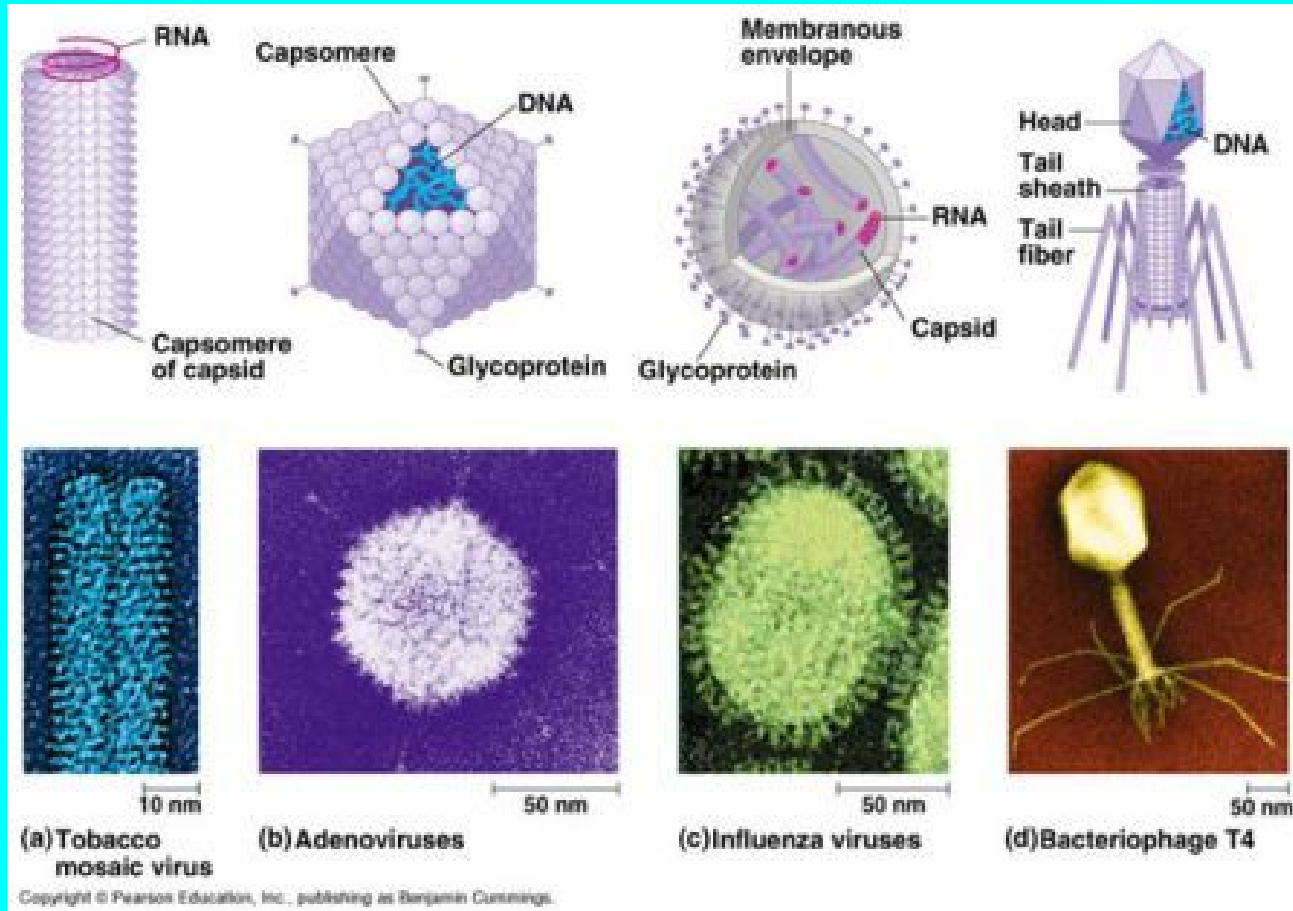 RNA
Capsomere
of capsid
Capsomere
DNA
Glycoprotein
Membranous
envelope
RNA
Capsid
Glycoprotein
Head
DNA
Tail
sheath
Tail
fiber
10 nm
50 nm
50 nm
50 nm
(a) Tobacco
mosaic virus
(b) Adenoviruses
(c) Influenza viruses
(d) Bacteriophage T4
Copyright © Pearson Education, Inc., publishing as Benjamin Cummings.